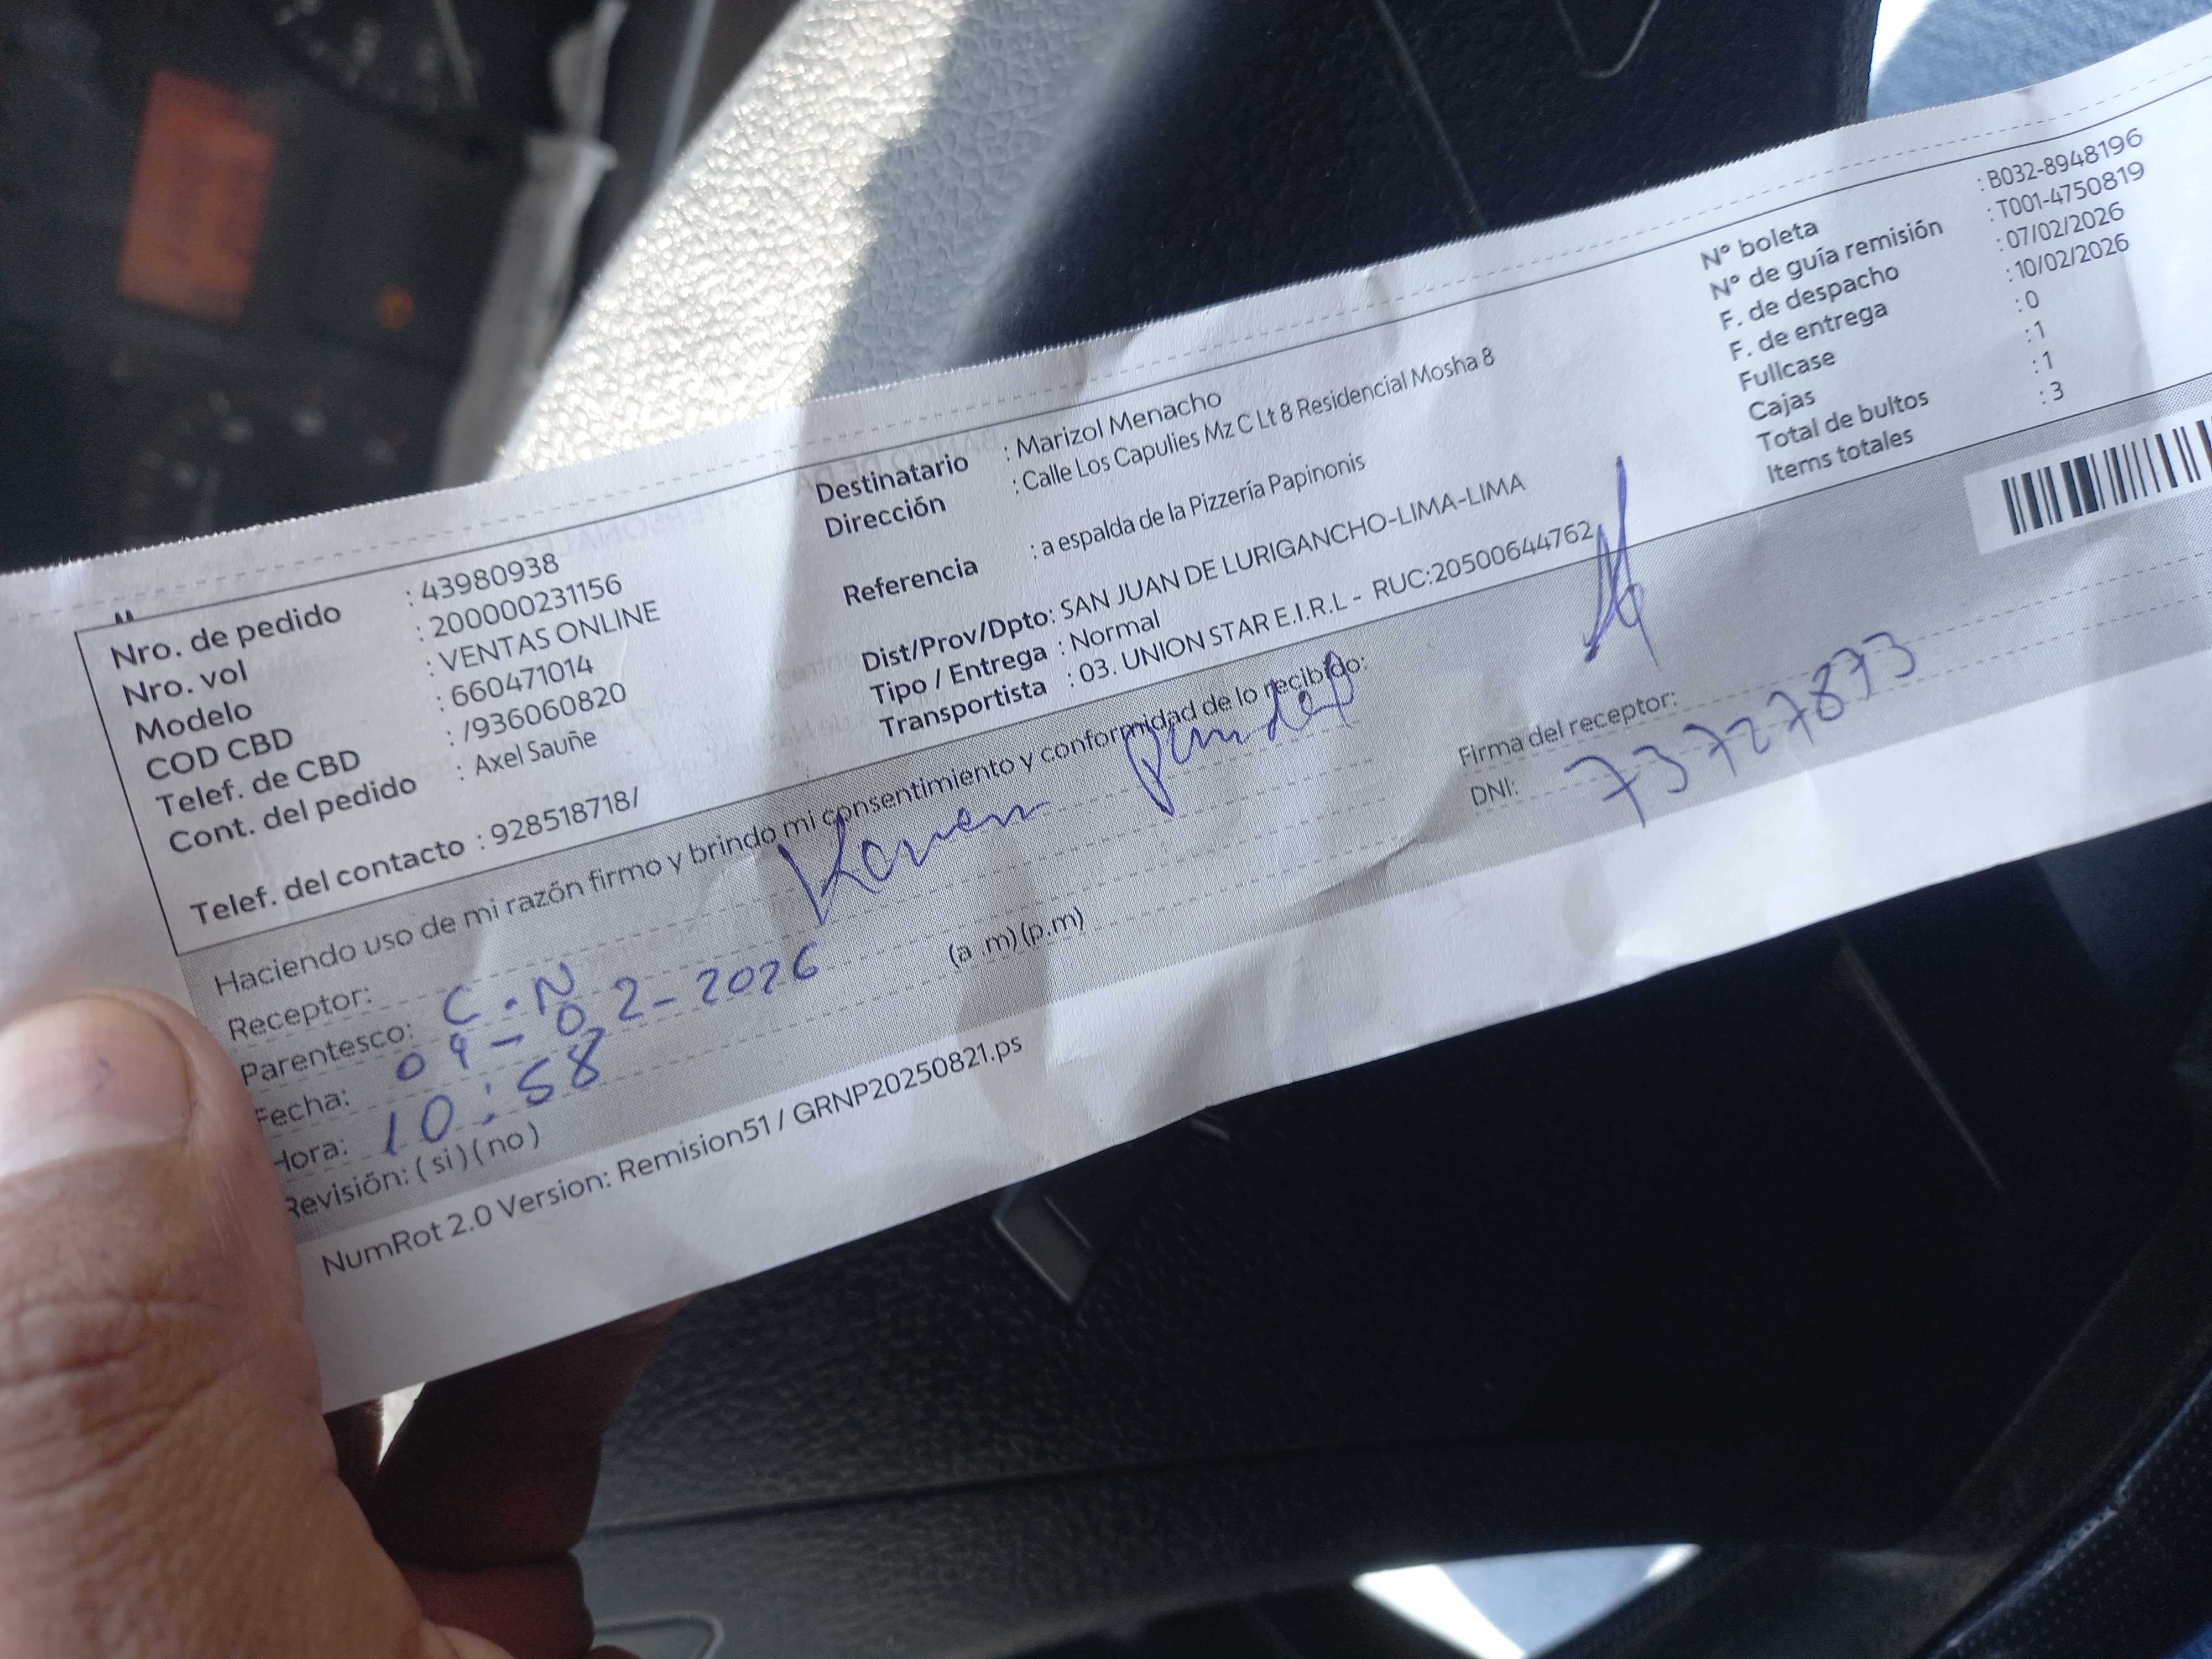 Nro. de pedido : 43980938
Nro. vol : 200000231156
Modelo : VENTAS ONLINE
COD CBD : 660471014
Telef. de CBD : /936060820
Cont. del pedido : Axel Sauñe
Telef. del contacto : 928518718/
Destinatario : Marizol Menacho
Dirección : Calle Los Capulies Mz C Lt 8 Residencial Mosha 8
Referencia : a espalda de la Pizzería Papinonis
Dist/Prov/Dpto: SAN JUAN DE LURIGANCHO-LIMA-LIMA
Tipo / Entrega : Normal
Transportista : 03. UNION STAR E.I.R.L - RUC:20500644762
N° boleta : B032-8948196
N° de guía remisión : T001-4750819
F. de despacho : 07/02/2026
F. de entrega : 10/02/2026
Fullcase : 0
Cajas : 1
Total de bultos : 1
Items totales : 3
Haciendo uso de mi razón firmo y brindo mi consentimiento y conformidad de lo recibido:
Receptor: Karen
Parentesco: C.N
Fecha: 09-02-2026
Hora: 10:58 (a .m)(p.m)
Revisión: (si)(no)
Firma del receptor:
DNI: 73727873
NumRot 2.0 Version: Remision51 / GRNP20250821.ps